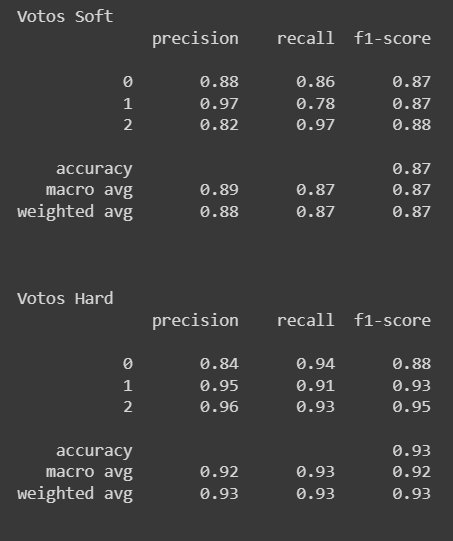 Votos Soft
precision recall f1-score
0 0.88 0.86 0.87
1 0.97 0.78 0.87
2 0.82 0.97 0.88
accuracy 0.87
macro avg 0.89 0.87 0.87
weighted avg 0.88 0.87 0.87
Votos Hard
precision recall f1-score
0 0.84 0.94 0.88
1 0.95 0.91 0.93
2 0.96 0.93 0.95
accuracy 0.93
macro avg 0.92 0.93 0.92
weighted avg 0.93 0.93 0.93